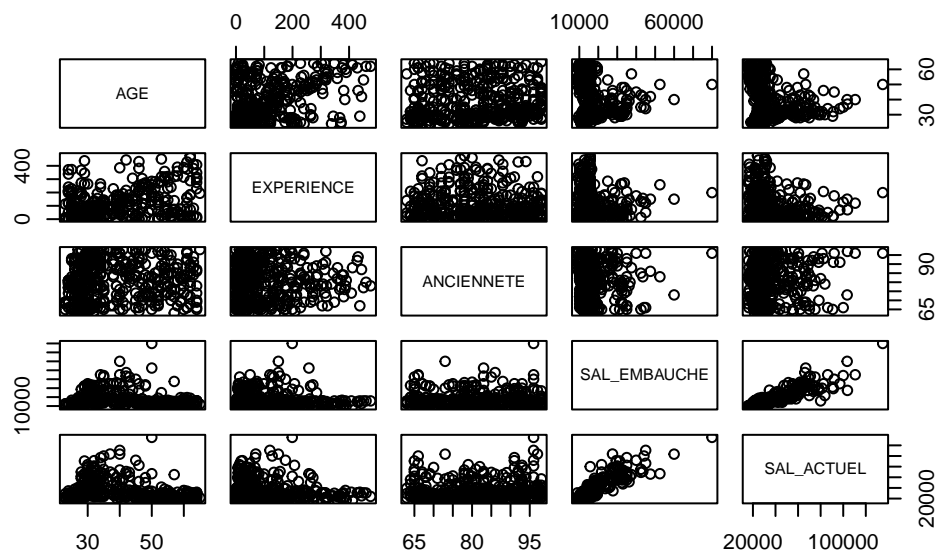 0 200 400
10000 60000
AGE
30 50 60
0 400
EXPERIENCE
ANCIENNETE
65 90
10000
SAL_EMBAUCHE
SAL_ACTUEL
20000
30 50
65 80 95
20000 100000